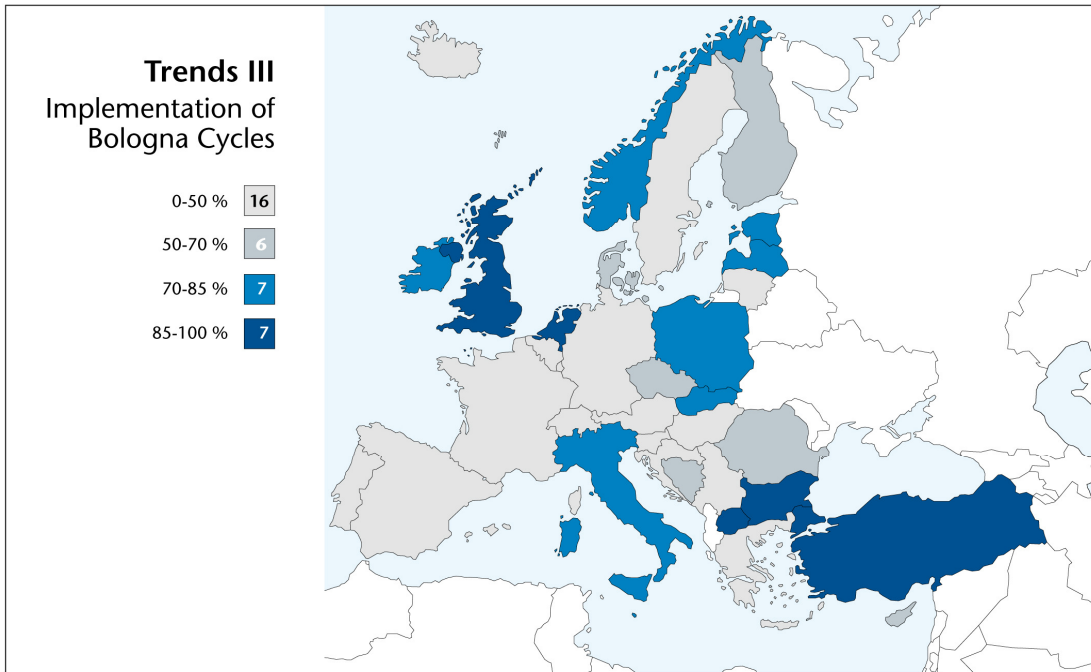 Trends III
Implementation of
Bologna Cycles
0-50 % 16
50-70 % 6
70-85 % 7
85-100 % 7